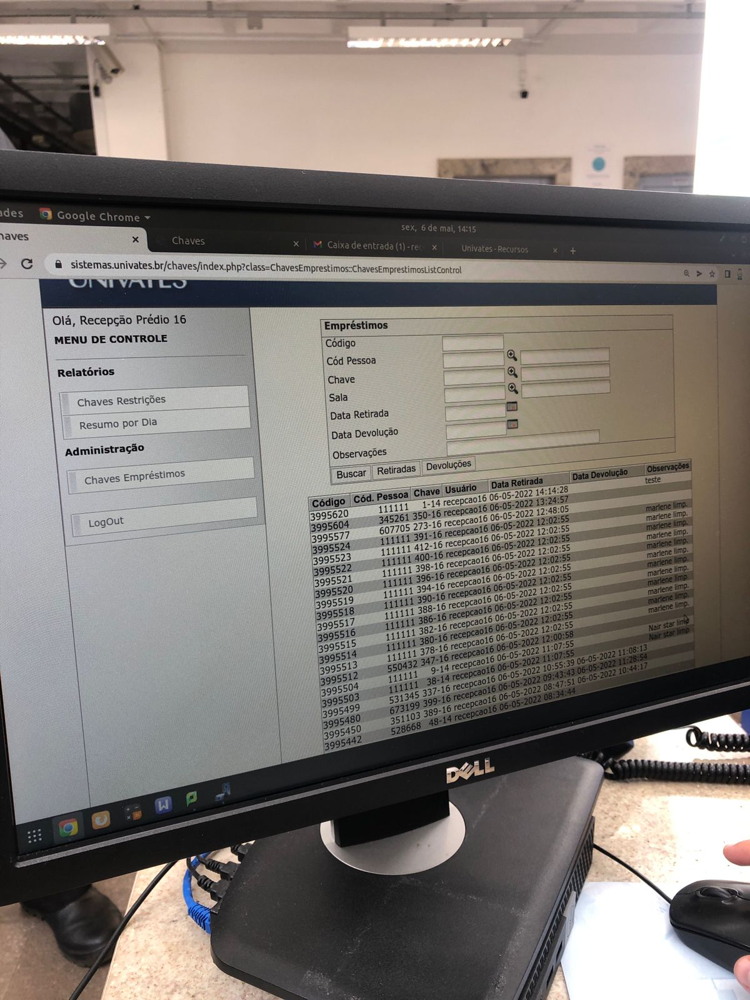 ades Google Chrome sex, 6 de mai, 14:15
haves Chaves Caixa de entrada (1) - rec Univates - Recursos
sistemas.univates.br/chaves/index.php?class=ChavesEmprestimos::ChavesEmprestimosListControl
UNIVATES
Olá, Recepção Prédio 16
MENU DE CONTROLE
Relatórios
Chaves Restrições
Resumo por Dia
Administração
Chaves Empréstimos
LogOut
Empréstimos
Código
Cód Pessoa
Chave
Sala
Data Retirada
Data Devolução
Observações
Buscar Retiradas Devoluções
Código Cód. Pessoa Chave Usuário Data Retirada Data Devolução Observações
3995620 111111 1-14 recepcao16 06-05-2022 14:14:28 teste
3995604 345261 350-16 recepcao16 06-05-2022 13:24:57
3995577 607705 273-16 recepcao16 06-05-2022 12:48:05
3995524 111111 391-16 recepcao16 06-05-2022 12:02:55 marlene limp.
3995523 111111 412-16 recepcao16 06-05-2022 12:02:55 marlene limp.
3995522 111111 400-16 recepcao16 06-05-2022 12:02:55 marlene limp.
3995521 111111 398-16 recepcao16 06-05-2022 12:02:55 marlene limp.
3995520 111111 396-16 recepcao16 06-05-2022 12:02:55 marlene limp.
3995519 111111 394-16 recepcao16 06-05-2022 12:02:55 marlene limp.
3995518 111111 390-16 recepcao16 06-05-2022 12:02:55 marlene limp.
3995517 111111 388-16 recepcao16 06-05-2022 12:02:55 marlene limp.
3995516 111111 386-16 recepcao16 06-05-2022 12:02:55 marlene limp.
3995515 111111 382-16 recepcao16 06-05-2022 12:02:55 marlene limp.
3995514 111111 380-16 recepcao16 06-05-2022 12:02:55 marlene limp.
3995513 111111 378-16 recepcao16 06-05-2022 12:02:55 marlene limp.
3995512 550432 347-16 recepcao16 06-05-2022 12:00:58
3995504 111111 9-14 recepcao16 06-05-2022 11:07:55 Nair star limp
3995503 111111 38-14 recepcao16 06-05-2022 11:07:55 Nair star limp
3995499 531345 337-16 recepcao16 06-05-2022 10:55:39 06-05-2022 11:08:13
3995480 673199 399-16 recepcao16 06-05-2022 09:43:43 06-05-2022 11:28:54
3995450 351103 389-16 recepcao16 06-05-2022 08:47:51 06-05-2022 10:44:17
3995442 528668 48-14 recepcao16 06-05-2022 08:34:44
DELL